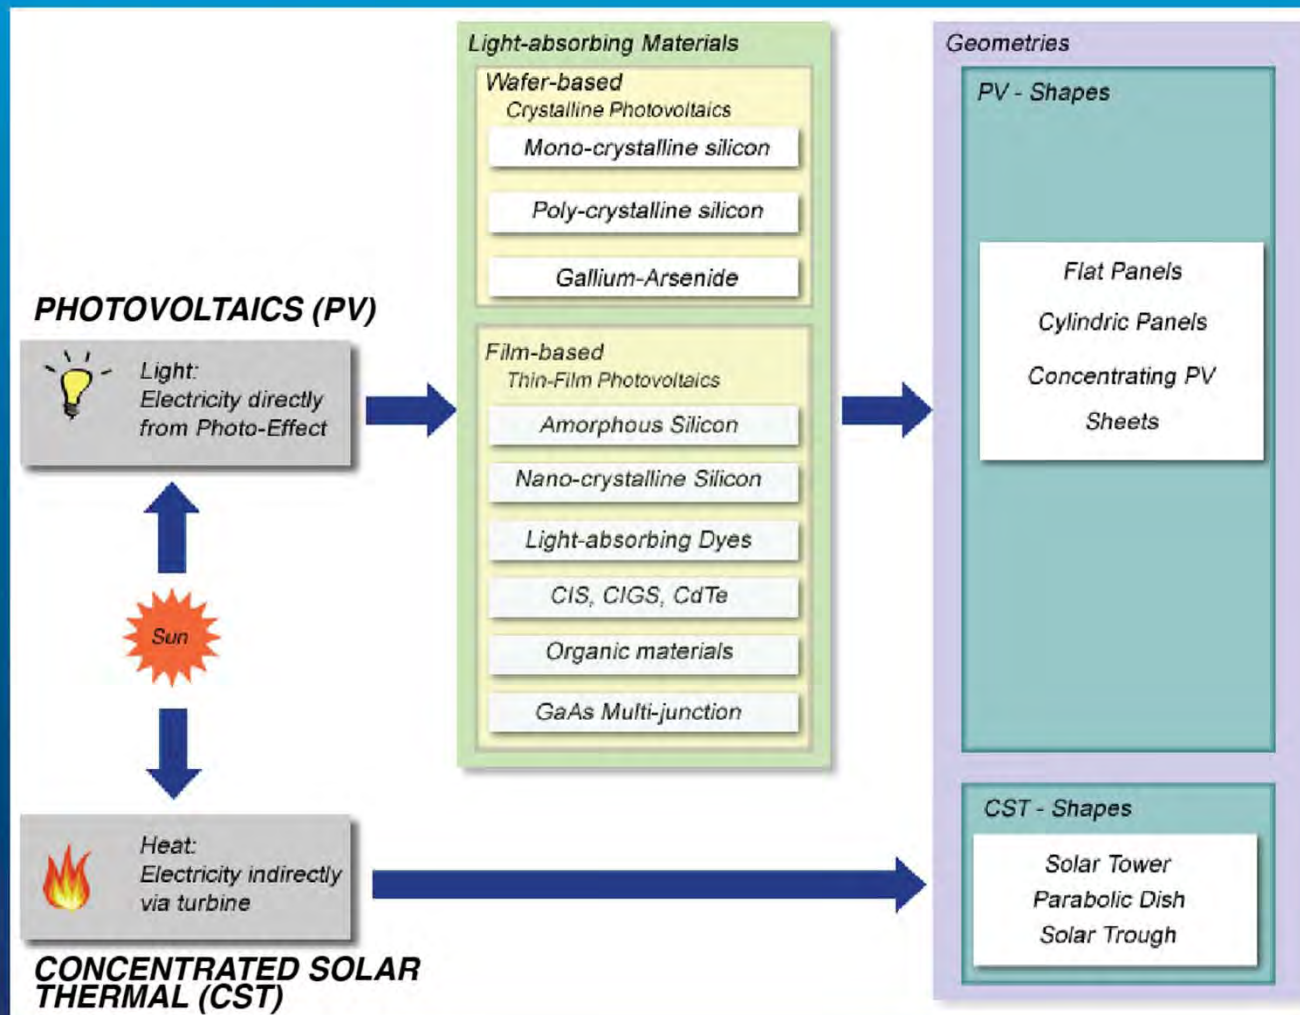 PHOTOVOLTAICS (PV)
Light:
Electricity directly
from Photo-Effect
Sun
Heat:
Electricity indirectly
via turbine
CONCENTRATED SOLAR
THERMAL (CST)
Light-absorbing Materials
Wafer-based
Crystalline Photovoltaics
Mono-crystalline silicon
Poly-crystalline silicon
Gallium-Arsenide
Film-based
Thin-Film Photovoltaics
Amorphous Silicon
Nano-crystalline Silicon
Light-absorbing Dyes
CIS, CIGS, CdTe
Organic materials
GaAs Multi-junction
Geometries
PV - Shapes
Flat Panels
Cylindric Panels
Concentrating PV
Sheets
CST - Shapes
Solar Tower
Parabolic Dish
Solar Trough